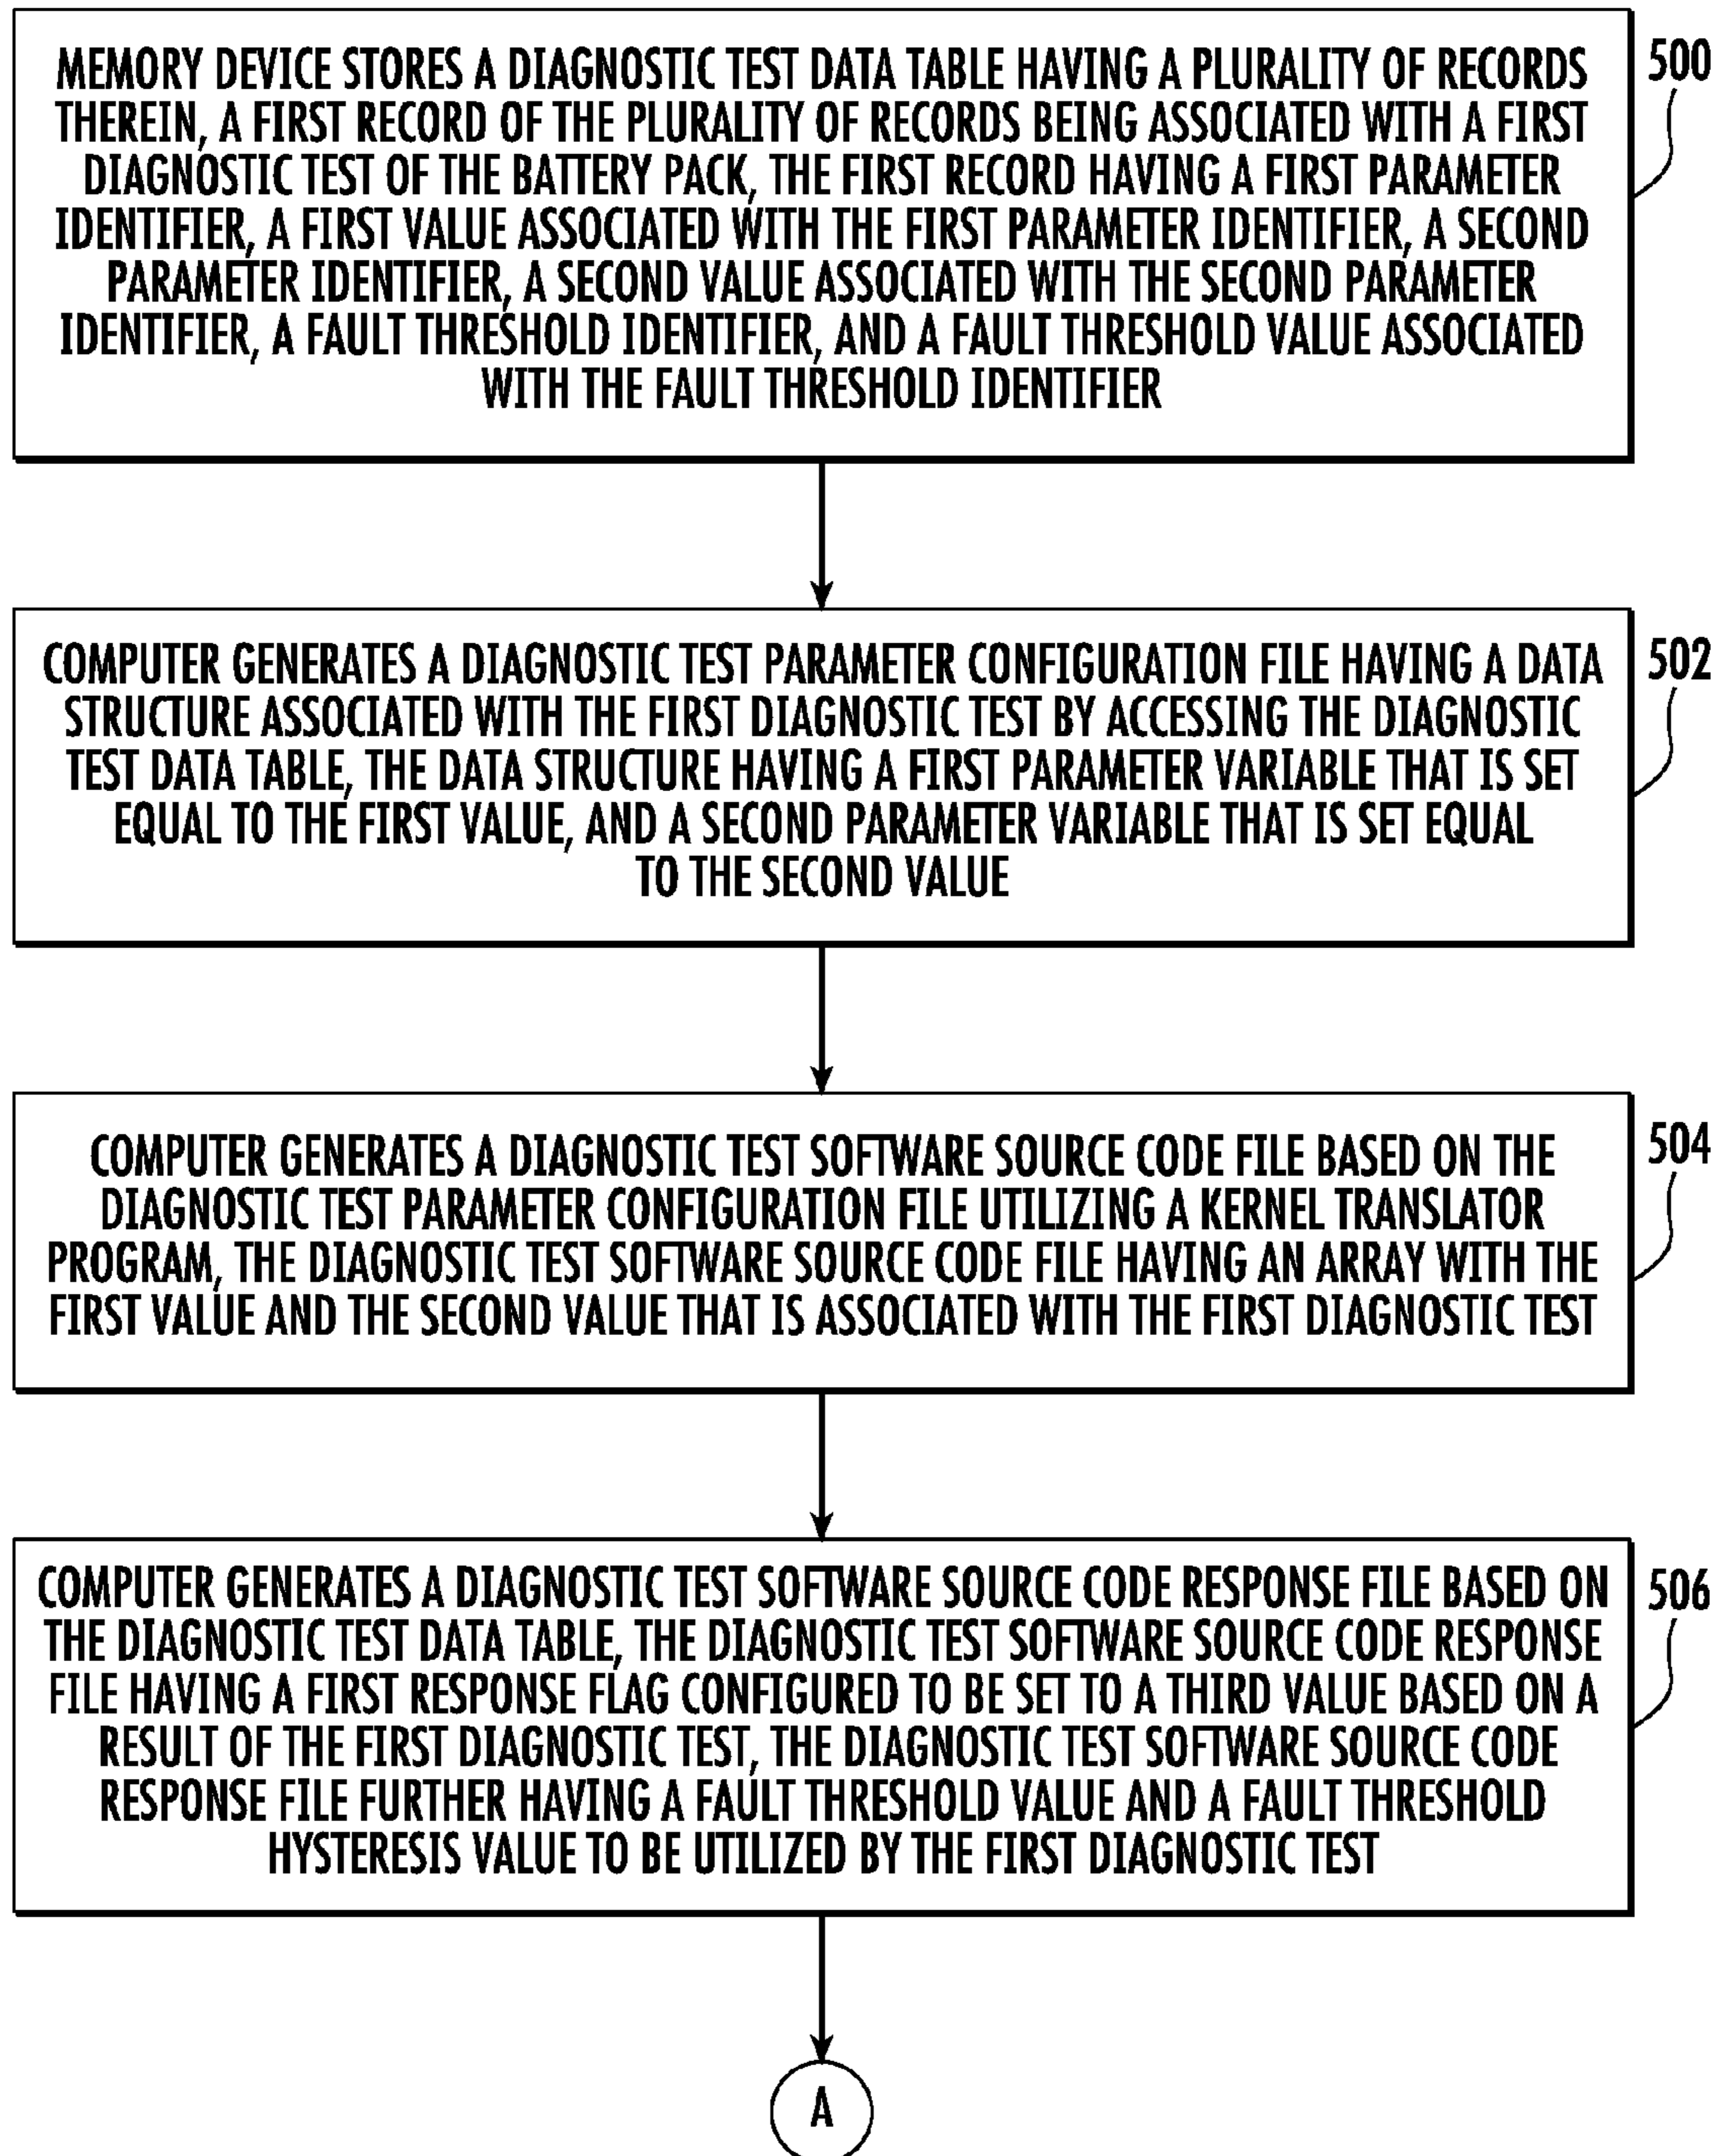 MEMORY DEVICE STORES A DIAGNOSTIC TEST DATA TABLE HAVING A PLURALITY OF RECORDS
THEREIN, A FIRST RECORD OF THE PLURALITY OF RECORDS BEING ASSOCIATED WITH A FIRST
DIAGNOSTIC TEST OF THE BATTERY PACK, THE FIRST RECORD HAVING A FIRST PARAMETER
IDENTIFIER, A FIRST VALUE ASSOCIATED WITH THE FIRST PARAMETER IDENTIFIER, A SECOND
PARAMETER IDENTIFIER, A SECOND VALUE ASSOCIATED WITH THE SECOND PARAMETER
IDENTIFIER, A FAULT THRESHOLD IDENTIFIER, AND A FAULT THRESHOLD VALUE ASSOCIATED
WITH THE FAULT THRESHOLD IDENTIFIER
500
COMPUTER GENERATES A DIAGNOSTIC TEST PARAMETER CONFIGURATION FILE HAVING A DATA
STRUCTURE ASSOCIATED WITH THE FIRST DIAGNOSTIC TEST BY ACCESSING THE DIAGNOSTIC
TEST DATA TABLE, THE DATA STRUCTURE HAVING A FIRST PARAMETER VARIABLE THAT IS SET
EQUAL TO THE FIRST VALUE, AND A SECOND PARAMETER VARIABLE THAT IS SET EQUAL
TO THE SECOND VALUE
502
COMPUTER GENERATES A DIAGNOSTIC TEST SOFTWARE SOURCE CODE FILE BASED ON THE
DIAGNOSTIC TEST PARAMETER CONFIGURATION FILE UTILIZING A KERNEL TRANSLATOR
PROGRAM, THE DIAGNOSTIC TEST SOFTWARE SOURCE CODE FILE HAVING AN ARRAY WITH THE
FIRST VALUE AND THE SECOND VALUE THAT IS ASSOCIATED WITH THE FIRST DIAGNOSTIC TEST
504
COMPUTER GENERATES A DIAGNOSTIC TEST SOFTWARE SOURCE CODE RESPONSE FILE BASED ON
THE DIAGNOSTIC TEST DATA TABLE, THE DIAGNOSTIC TEST SOFTWARE SOURCE CODE RESPONSE
FILE HAVING A FIRST RESPONSE FLAG CONFIGURED TO BE SET TO A THIRD VALUE BASED ON A
RESULT OF THE FIRST DIAGNOSTIC TEST, THE DIAGNOSTIC TEST SOFTWARE SOURCE CODE
RESPONSE FILE FURTHER HAVING A FAULT THRESHOLD VALUE AND A FAULT THRESHOLD
HYSTERESIS VALUE TO BE UTILIZED BY THE FIRST DIAGNOSTIC TEST
506
A